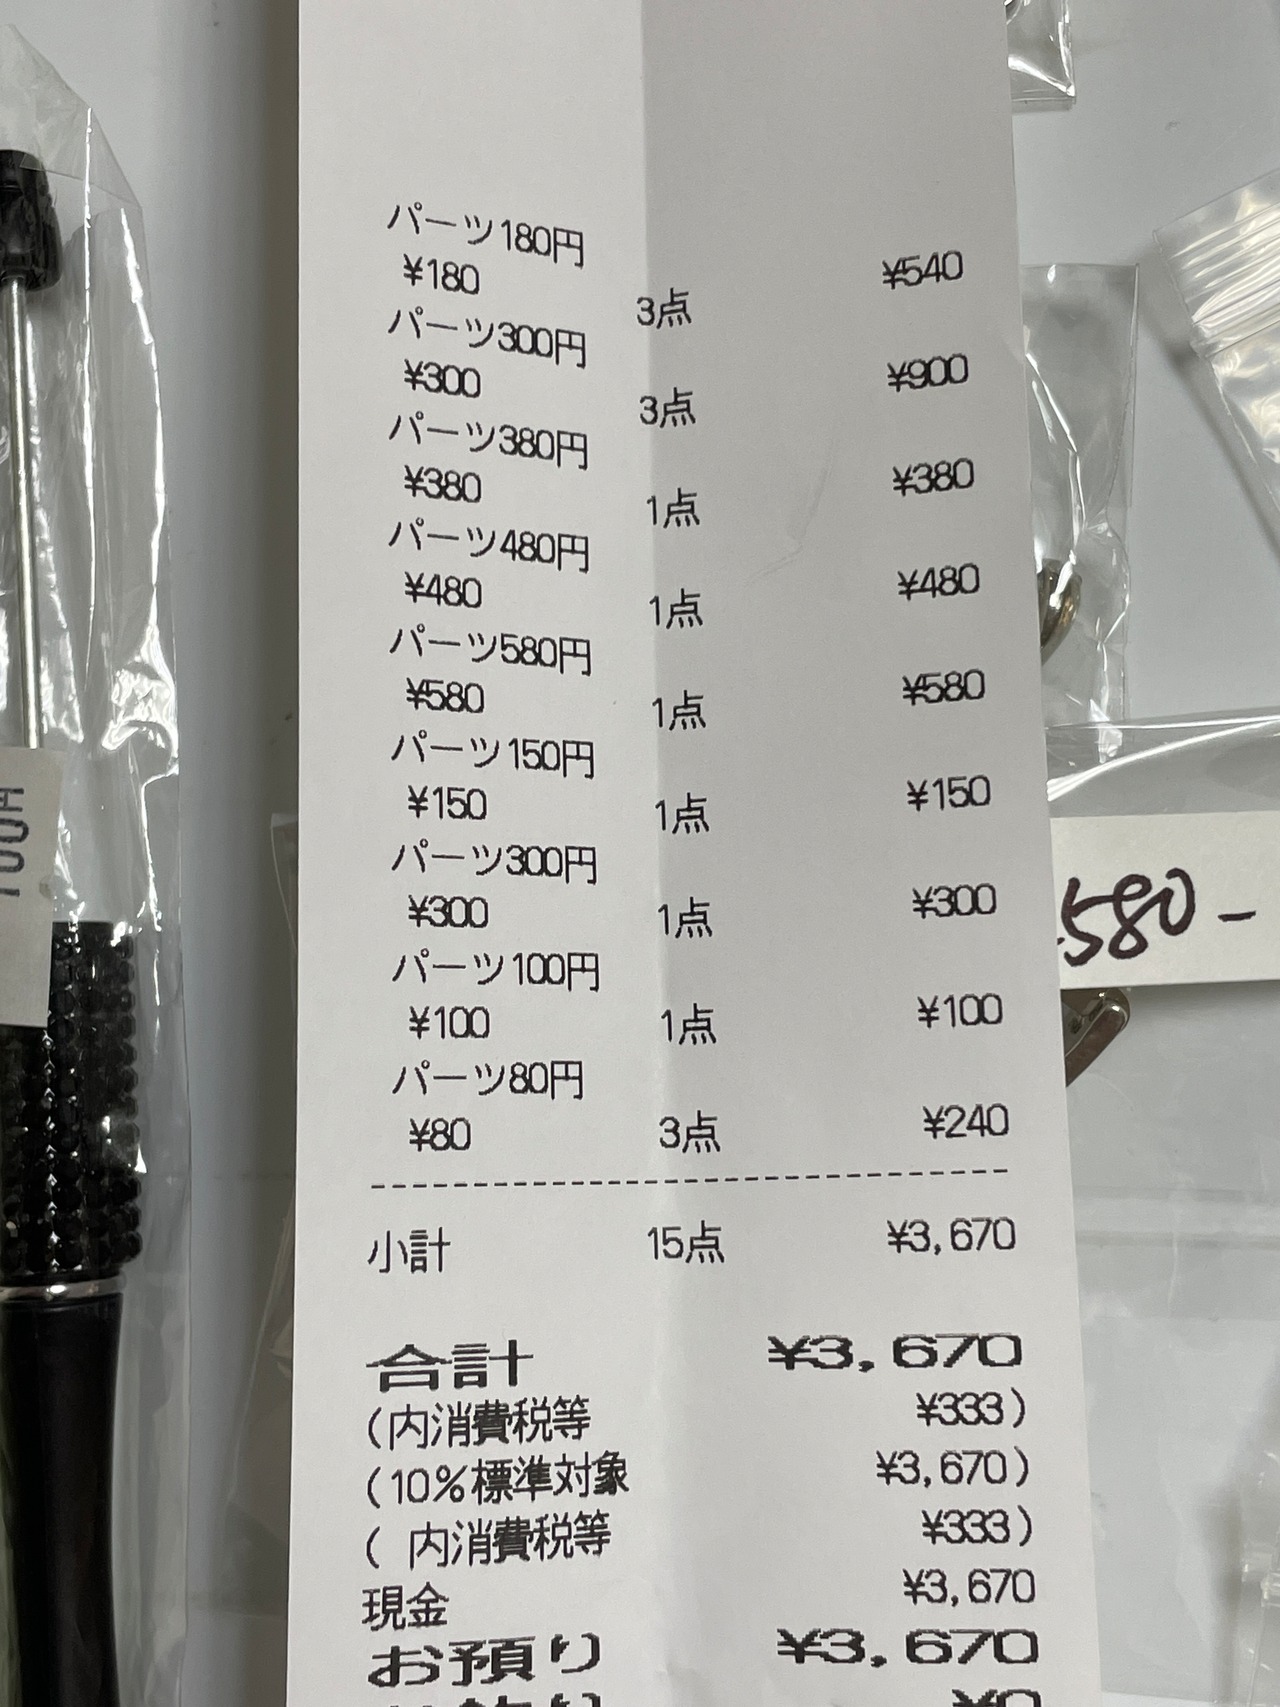 パーツ180円
¥180 3点 ¥540
パーツ300円
¥300 3点 ¥900
パーツ380円
¥380 1点 ¥380
パーツ480円
¥480 1点 ¥480
パーツ580円
¥580 1点 ¥580
パーツ150円
¥150 1点 ¥150
パーツ300円
¥300 1点 ¥300
パーツ100円
¥100 1点 ¥100
パーツ80円
¥80 3点 ¥240
小計 15点 ¥3,670
合計 ¥3,670
(内消費税等 ¥333)
(10%標準対象 ¥3,670)
( 内消費税等 ¥333)
現金 ¥3,670
お預り ¥3,670
¥0
580-
100円